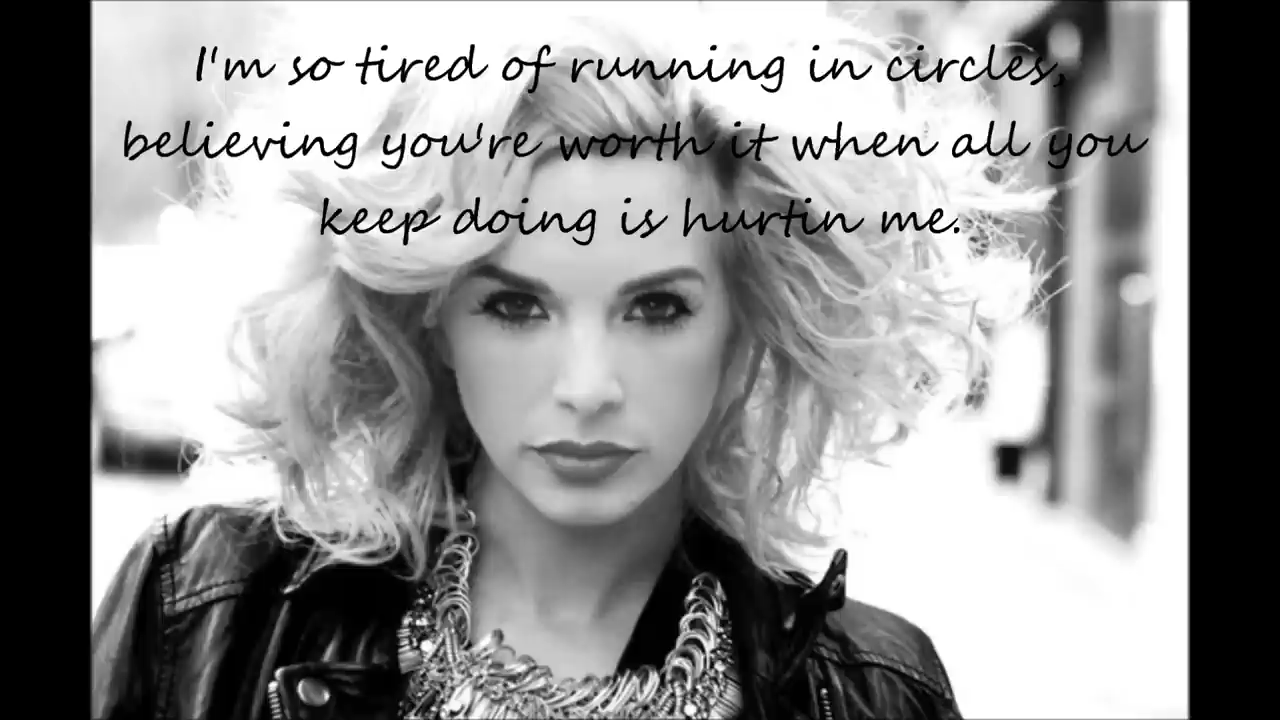 I'm so tired of running in circles,
believing you're worth it when all you
keep doing is hurtin me.